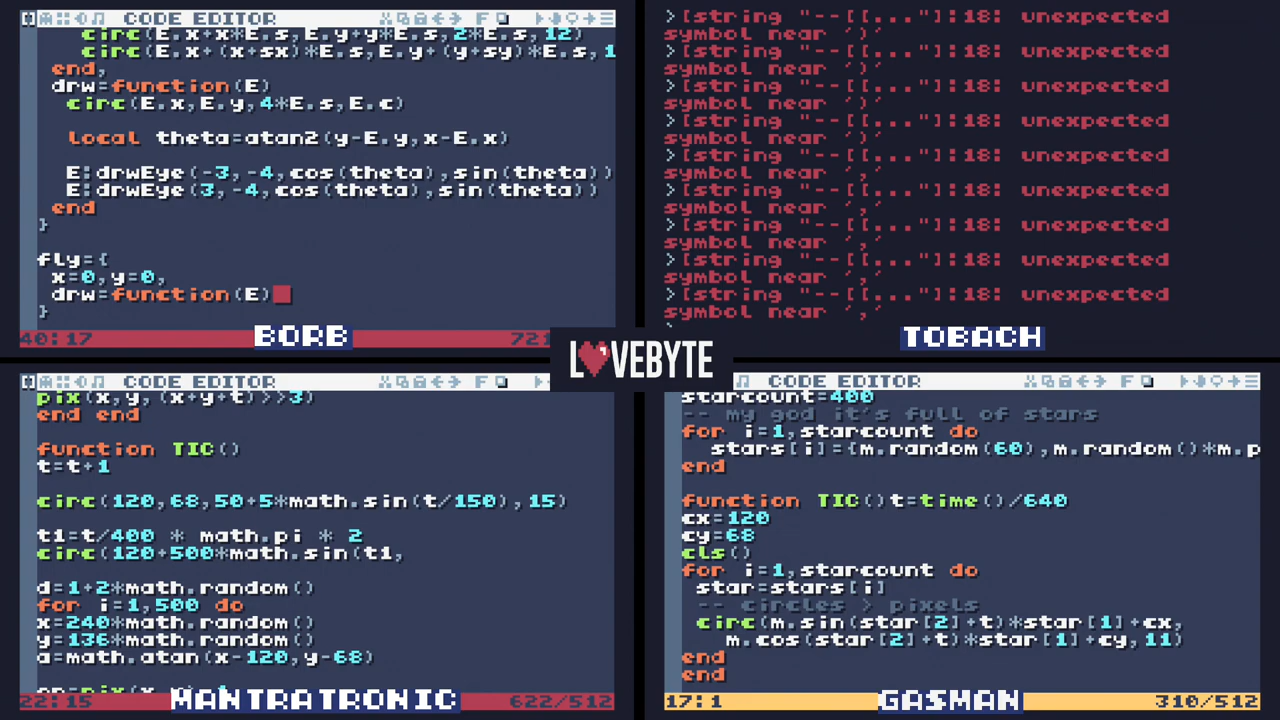 CODE EDITOR F
circ(E.x+x*E.s,E.y+y*E.s,2*E.s,12)
circ(E.x+(x+sx)*E.s,E.y+(y+sy)*E.s,1
end,
drw=function(E)
circ(E.x,E.y,4*E.s,E.c)
local theta=atan2(y-E.y,x-E.x)
E:drwEye(-3,-4,cos(theta),sin(theta))
E:drwEye(3,-4,cos(theta),sin(theta))
end
}
fly={
x=0,y=0,
drw=function(E)
}
40:17
BORB
>[string "--[[..."]:18: unexpected
symbol near ')'
>[string "--[[..."]:18: unexpected
symbol near ')'
>[string "--[[..."]:18: unexpected
symbol near ')'
>[string "--[[..."]:18: unexpected
symbol near ')'
>[string "--[[..."]:18: unexpected
symbol near ','
>[string "--[[..."]:18: unexpected
symbol near ','
>[string "--[[..."]:18: unexpected
symbol near ','
>[string "--[[..."]:18: unexpected
symbol near ','
>[string "--[[..."]:18: unexpected
symbol near ','
TOBACH
LOVEBYTE
CODE EDITOR F
pix(x,y,(x+y+t)>>3)
end end
function TIC()
t=t+1
circ(120,68,50+5*math.sin(t/150),15)
t1=t/400 * math.pi * 2
circ(120+500*math.sin(t1,
d=1+2*math.random()
for i=1,500 do
x=240*math.random()
y=136*math.random()
a=math.atan(x-120,y-68)
22:15
MANTRATRONIC
622/512
CODE EDITOR F
starcount=400
-- my god it's full of stars
for i=1,starcount do
stars[i]={m.random(60),m.random()*m.p
end
function TIC()t=time()/640
cx=120
cy=68
cls()
for i=1,starcount do
star=stars[i]
-- circles > pixels
circ(m.sin(star[2]+t)*star[1]+cx,
m.cos(star[2]+t)*star[1]+cy,11)
end
end
17:1
GASMAN
310/512